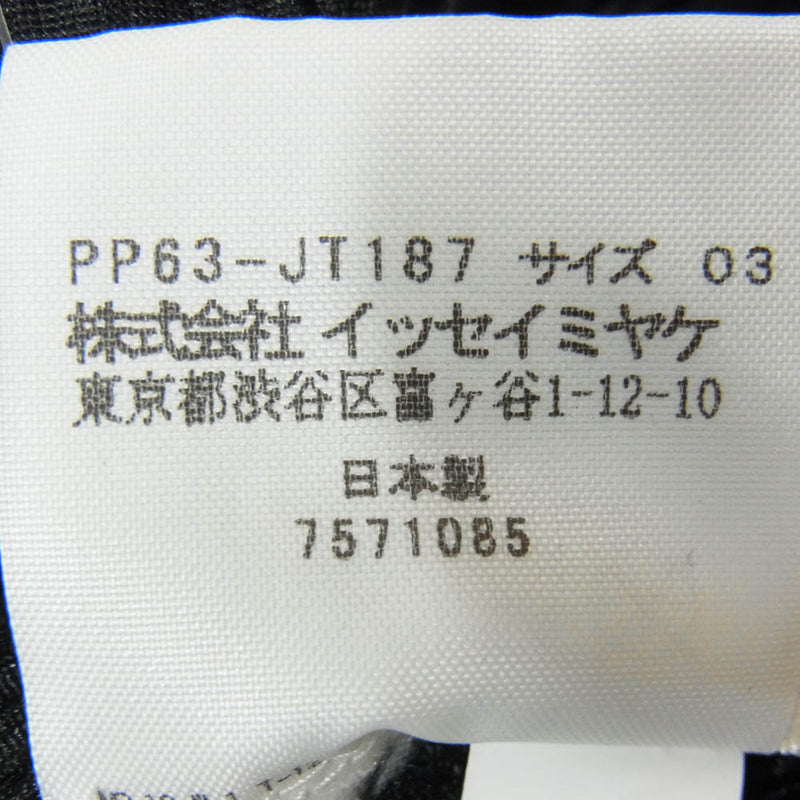 PP63-JT187 サイズ 03
株式会社 イッセイミヤケ
東京都渋谷区富ヶ谷1-12-10
日本製
7571085